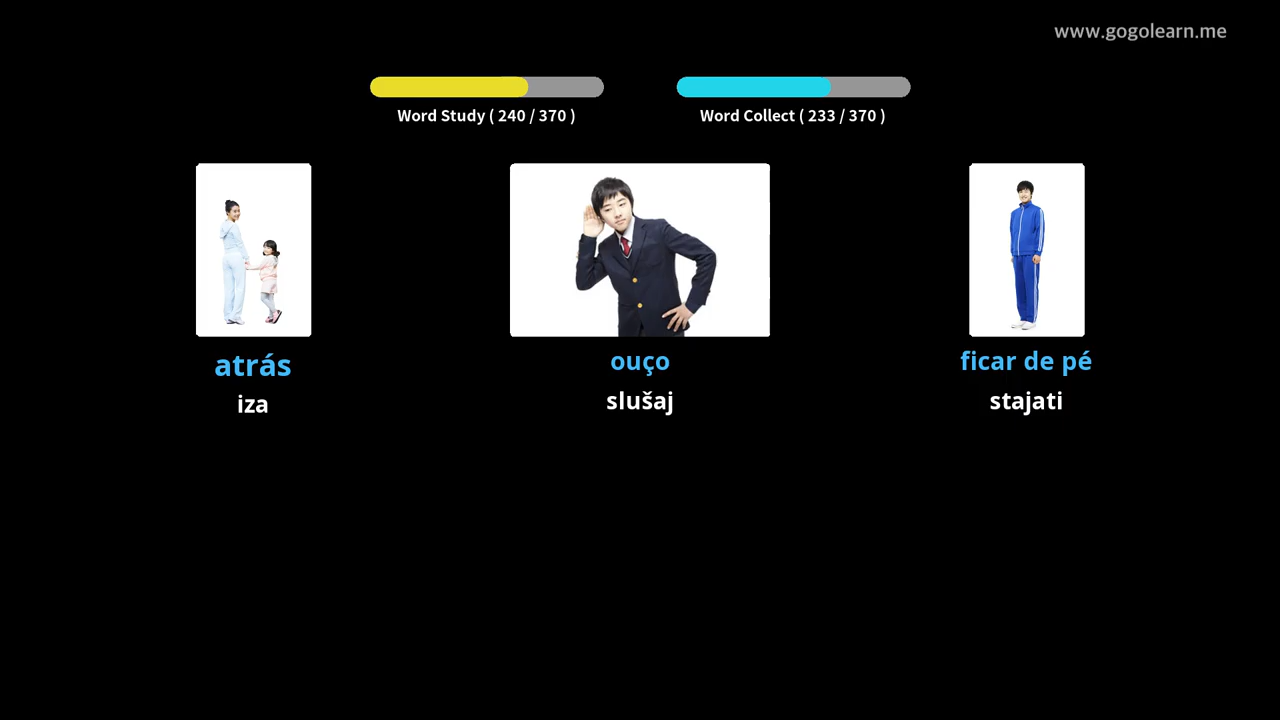 www.gogolearn.me
Word Study ( 240 / 370 )
Word Collect ( 233 / 370 )
atrás
iza
ouço
slušaj
ficar de pé
stajati